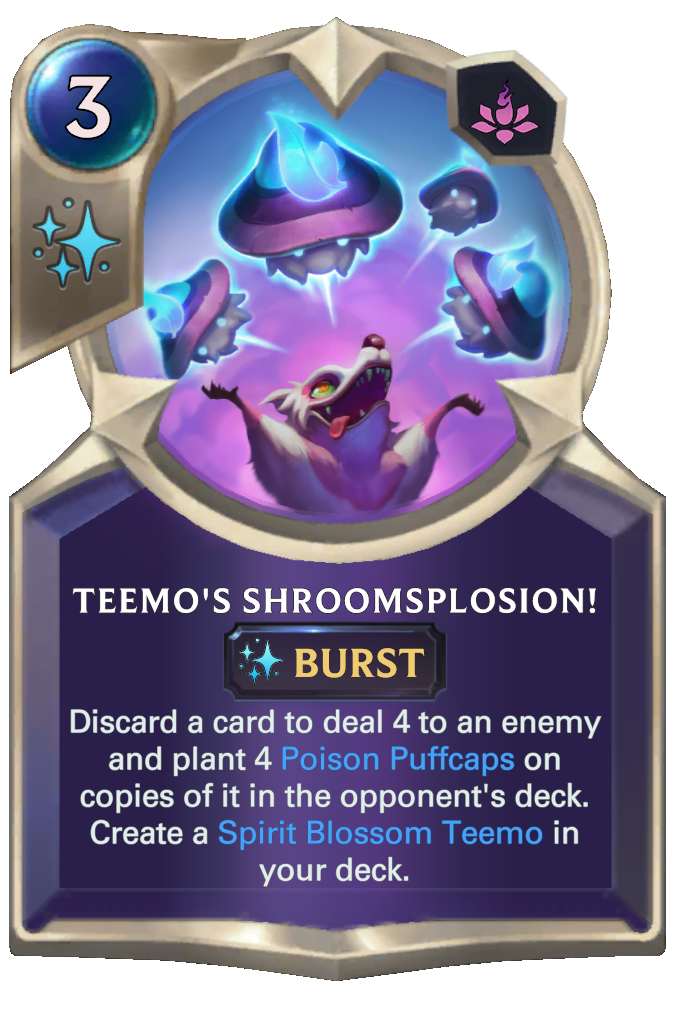 3
TEEMO'S SHROOMSPLOSION!
BURST
Discard a card to deal 4 to an enemy
and plant 4 Poison Puffcaps on
copies of it in the opponent's deck.
Create a Spirit Blossom Teemo in
your deck.